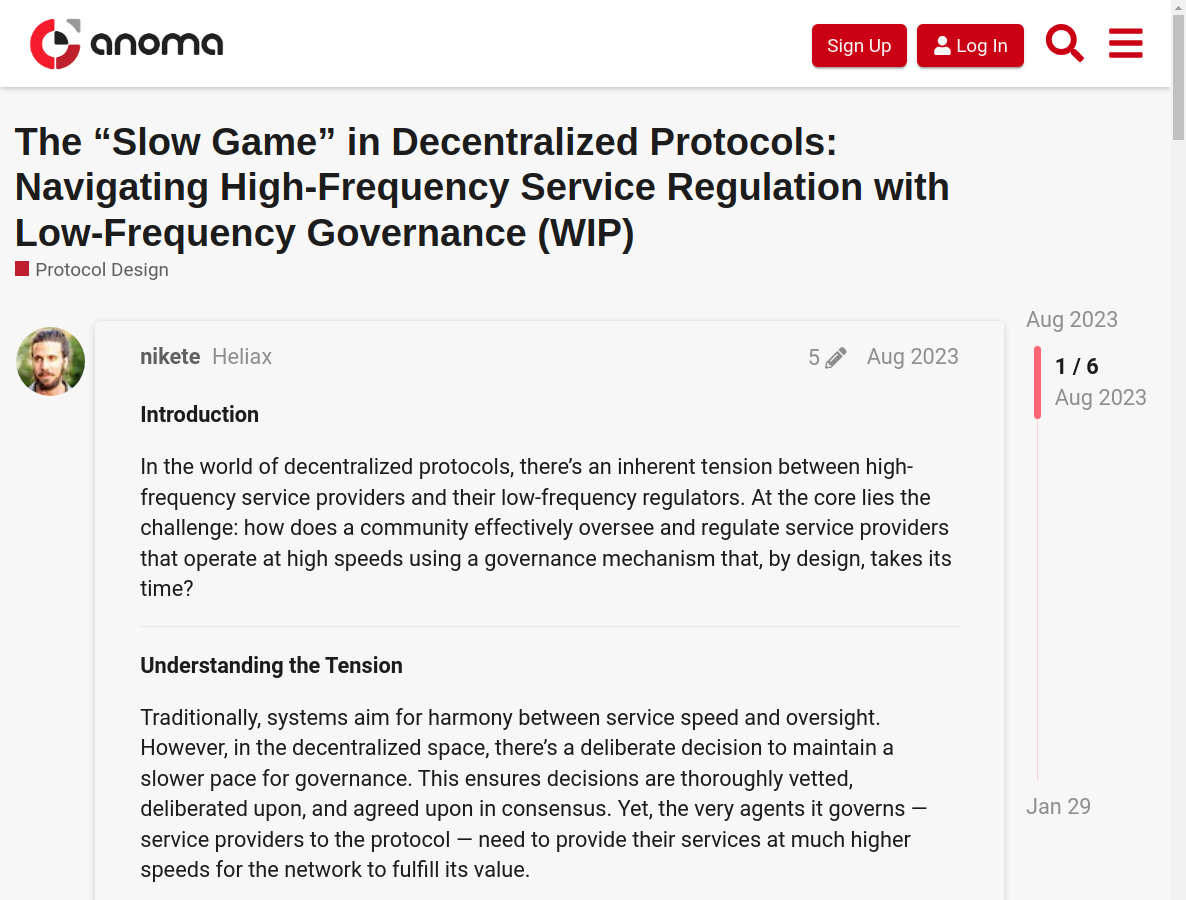 anoma
Sign Up
Log In
The “Slow Game” in Decentralized Protocols:
Navigating High-Frequency Service Regulation with
Low-Frequency Governance (WIP)
Protocol Design
nikete Heliax
5
Aug 2023
Introduction
In the world of decentralized protocols, there’s an inherent tension between high-
frequency service providers and their low-frequency regulators. At the core lies the
challenge: how does a community effectively oversee and regulate service providers
that operate at high speeds using a governance mechanism that, by design, takes its
time?
Understanding the Tension
Traditionally, systems aim for harmony between service speed and oversight.
However, in the decentralized space, there’s a deliberate decision to maintain a
slower pace for governance. This ensures decisions are thoroughly vetted,
deliberated upon, and agreed upon in consensus. Yet, the very agents it governs —
service providers to the protocol — need to provide their services at much higher
speeds for the network to fulfill its value.
Aug 2023
1 / 6
Aug 2023
Jan 29